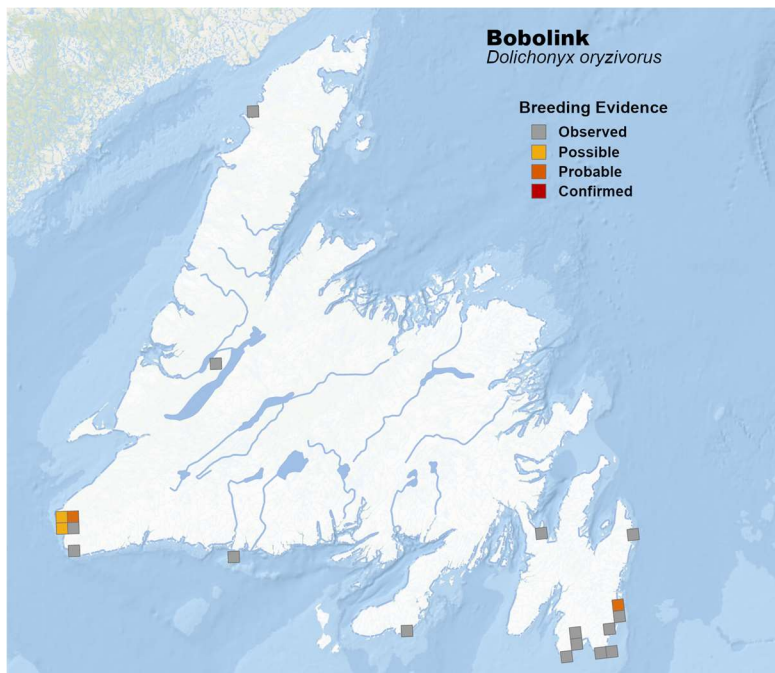 Bobolink
Dolichonyx oryzivorus
Breeding Evidence
Observed
Possible
Probable
Confirmed